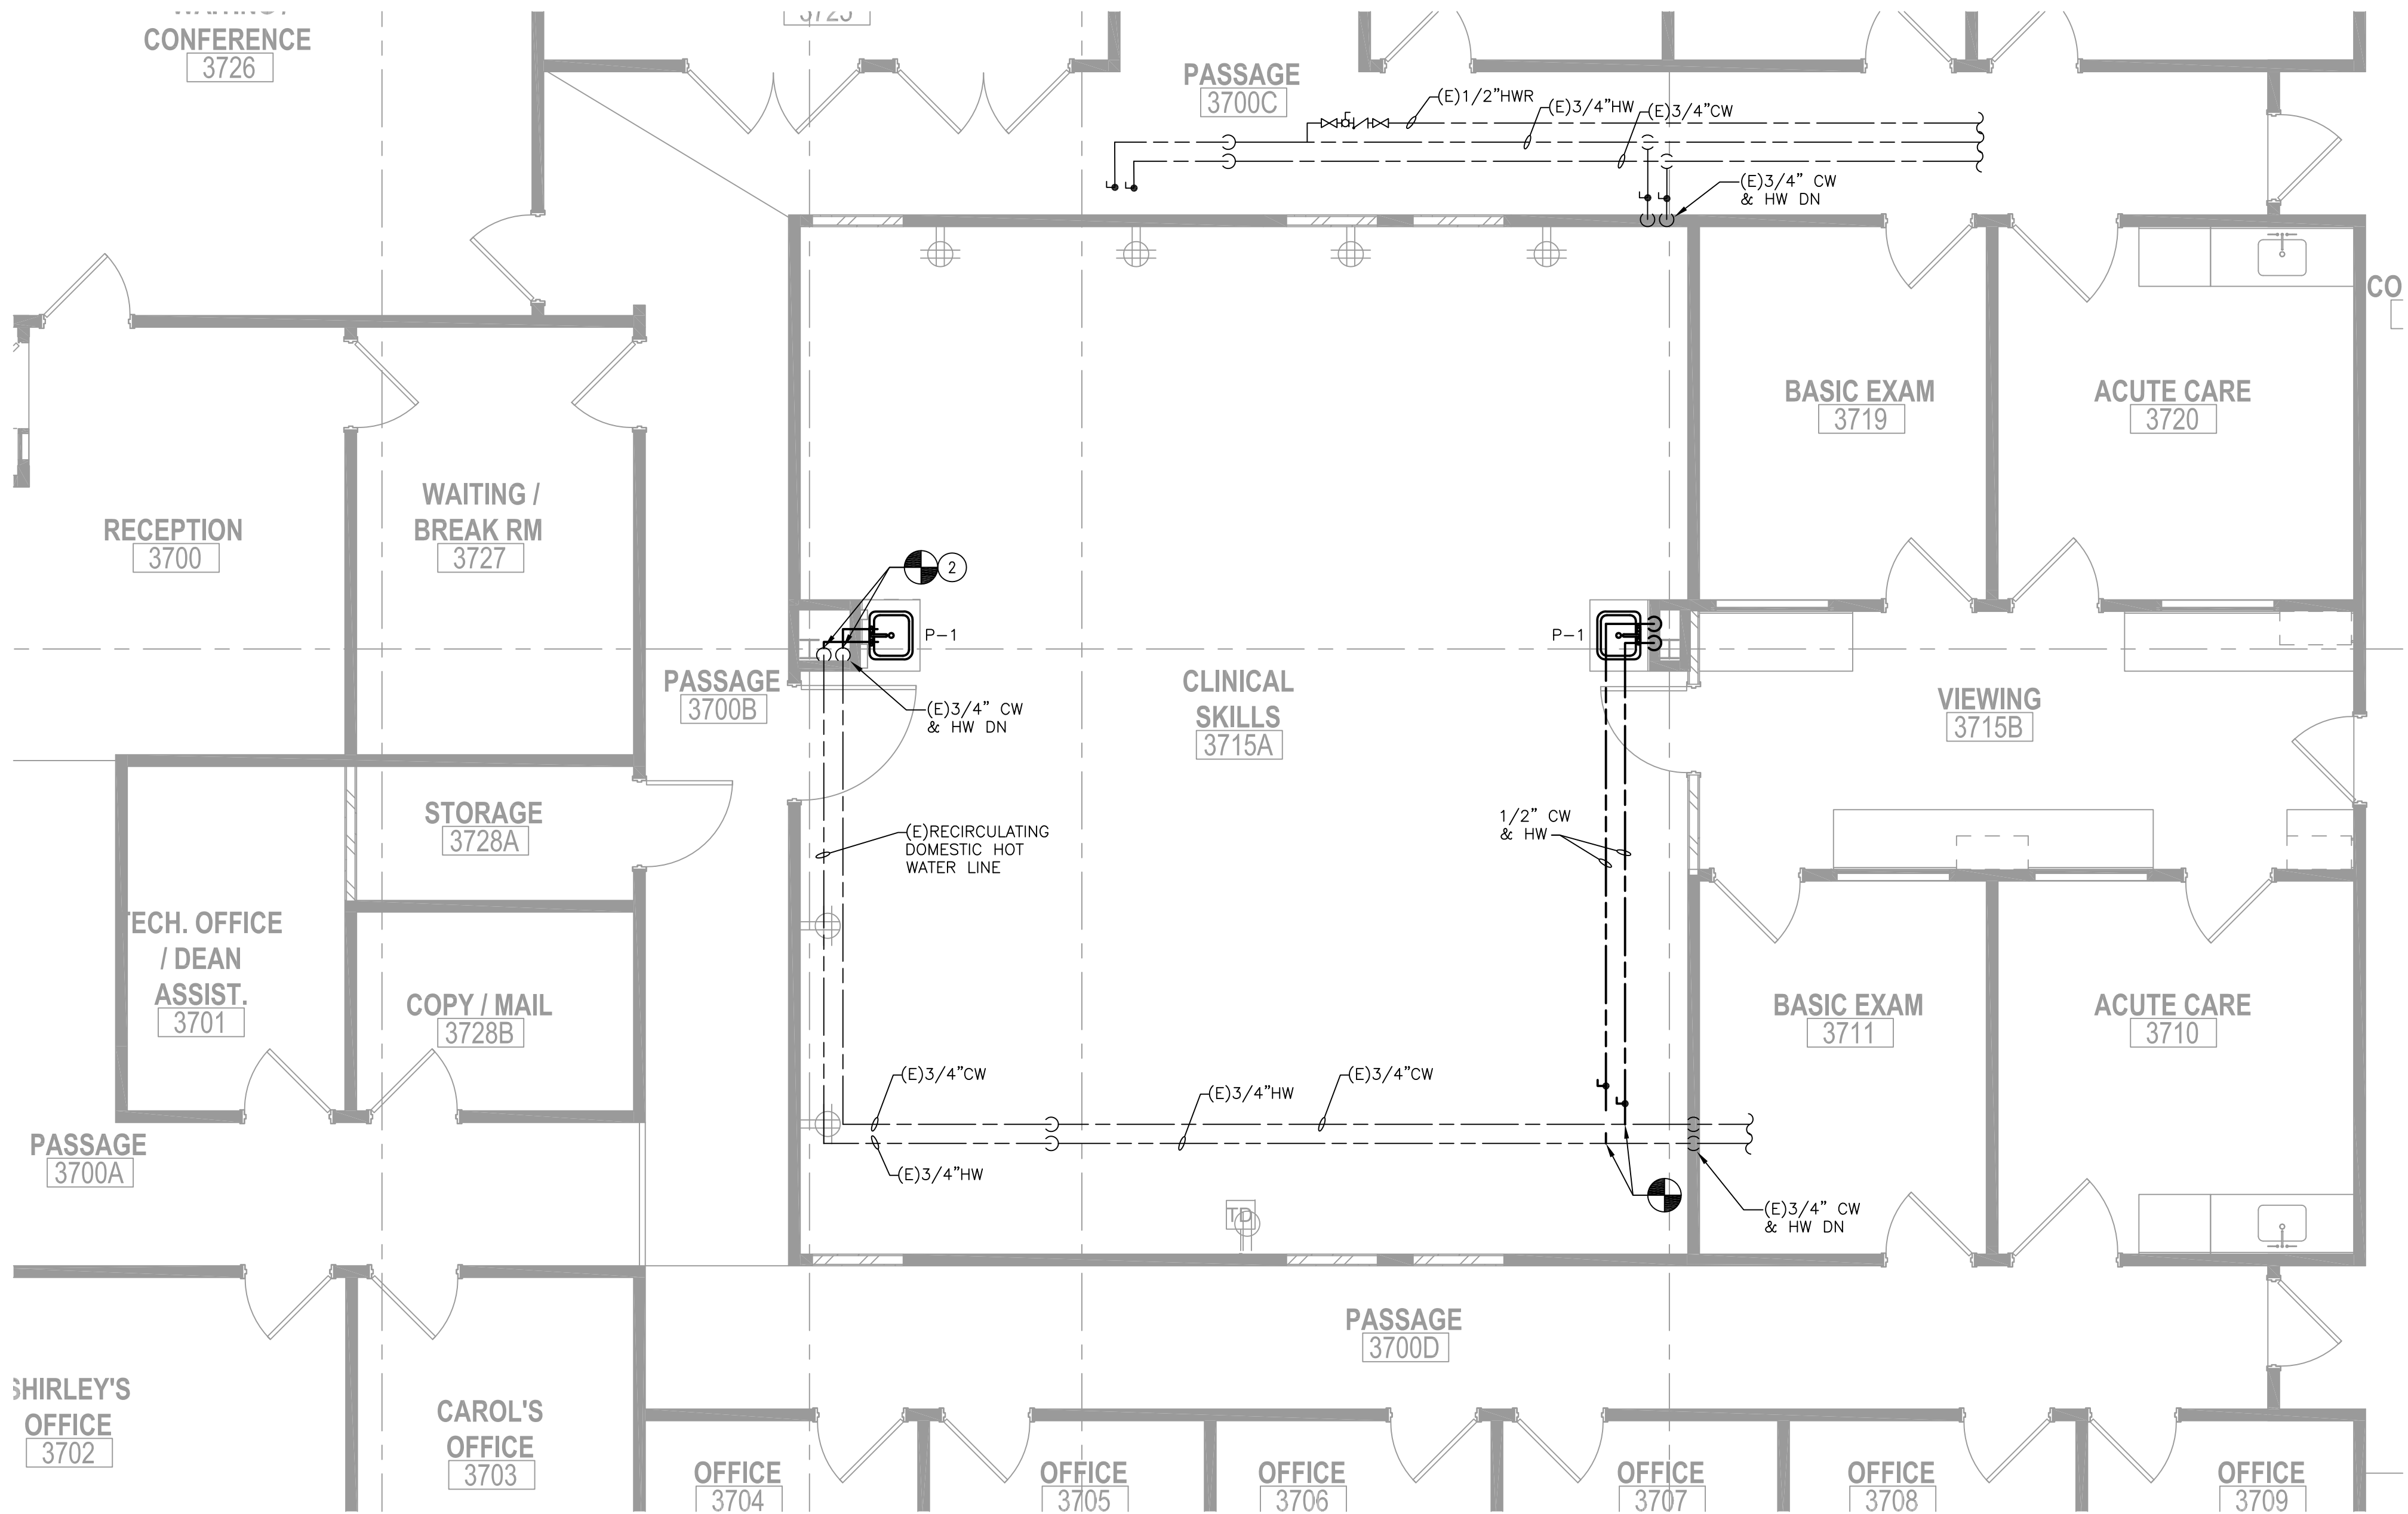 CONFERENCE
3726
PASSAGE
3700C
(E)1/2"HWR
(E)3/4"HW
(E)3/4"CW
(E)3/4" CW
& HW DN
CO
BASIC EXAM
3719
ACUTE CARE
3720
RECEPTION
3700
WAITING /
BREAK RM
3727
2
P-1
P-1
PASSAGE
3700B
(E)3/4" CW
& HW DN
CLINICAL
SKILLS
3715A
VIEWING
3715B
STORAGE
3728A
(E)RECIRCULATING
DOMESTIC HOT
WATER LINE
1/2" CW
& HW
TECH. OFFICE
/ DEAN
ASSIST.
3701
COPY / MAIL
3728B
BASIC EXAM
3711
ACUTE CARE
3710
(E)3/4"CW
(E)3/4"HW
(E)3/4"CW
(E)3/4"HW
PASSAGE
3700A
TD
(E)3/4" CW
& HW DN
PASSAGE
3700D
SHIRLEY'S
OFFICE
3702
CAROL'S
OFFICE
3703
OFFICE
3704
OFFICE
3705
OFFICE
3706
OFFICE
3707
OFFICE
3708
OFFICE
3709